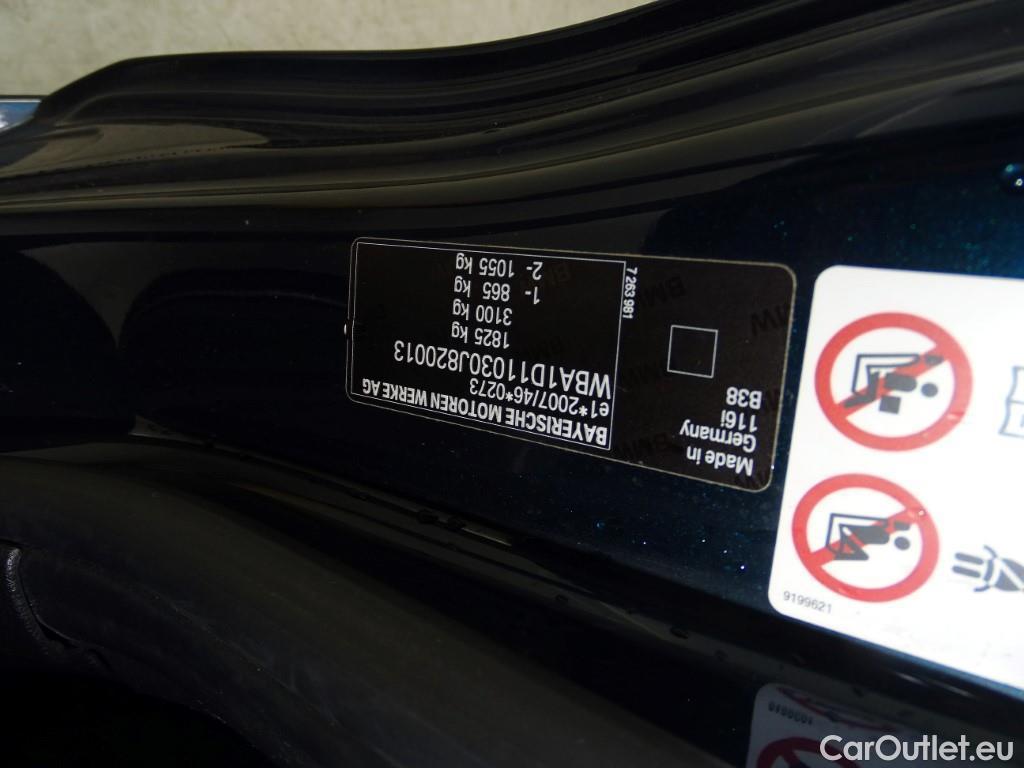 BAYERISCHE MOTOREN WERKE AG
e1*2007/46*0273
WBA1D11030J820013
1825 kg
3100 kg
1- 865 kg
2- 1055 kg
7 263 981
Made in
Germany
116i
B38
9199621
CarOutlet.eu